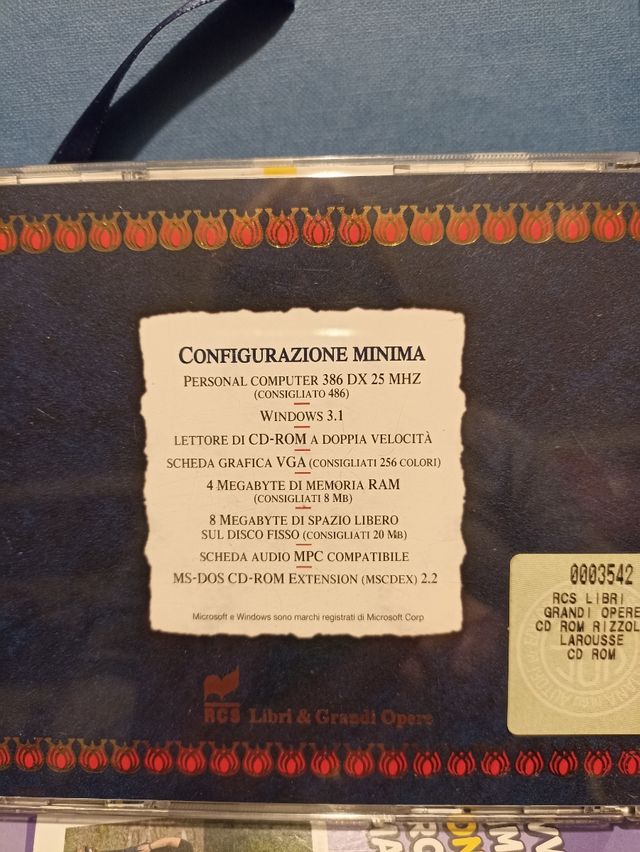 CONFIGURAZIONE MINIMA
PERSONAL COMPUTER 386 DX 25 MHZ
(CONSIGLIATO 486)
WINDOWS 3.1
LETTORE DI CD-ROM A DOPPIA VELOCITÀ
SCHEDA GRAFICA VGA (CONSIGLIATI 256 COLORI)
4 MEGABYTE DI MEMORIA RAM
(CONSIGLIATI 8 MB)
8 MEGABYTE DI SPAZIO LIBERO
SUL DISCO FISSO (CONSIGLIATI 20 MB)
SCHEDA AUDIO MPC COMPATIBILE
MS-DOS CD-ROM EXTENSION (MSCDEX) 2.2
Microsoft e Windows sono marchi registrati di Microsoft Corp
0003542
RCS LIBRI
GRANDI OPERE
CD ROM RIZZOL
LAROUSSE
CD ROM
RCS Libri & Grandi Opere